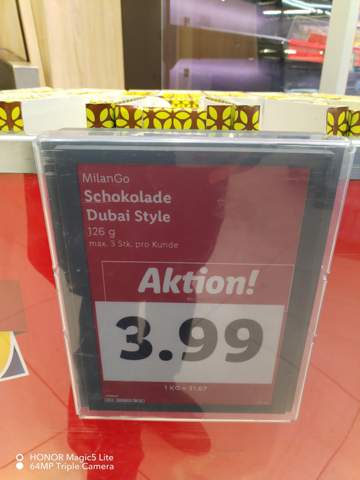 MilanGo
Schokolade
Dubai Style
126 g
max. 3 Stk. pro Kunde
Aktion!
3.99
1 KG = 31.67
HONOR Magic5 Lite
64MP Triple Camera